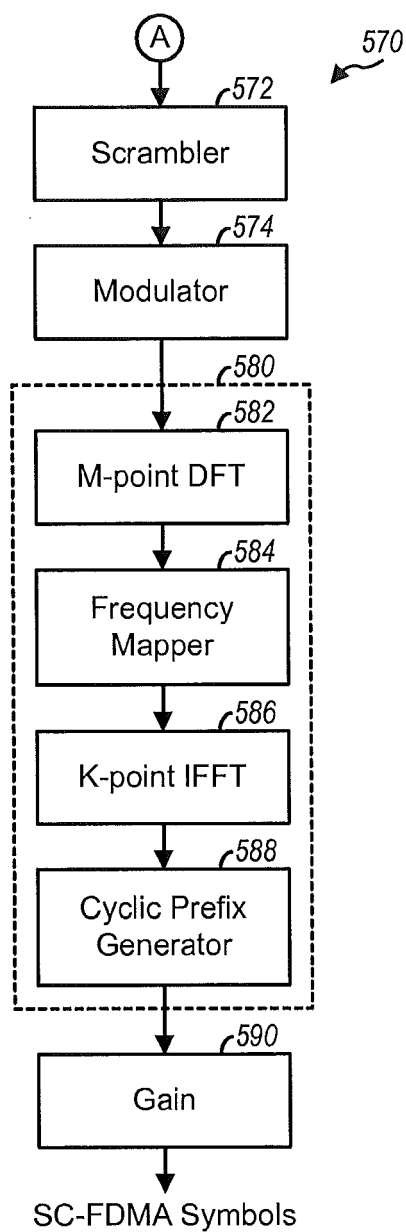 A
570
572
Scrambler
574
Modulator
580
582
M-point DFT
584
Frequency
Mapper
586
K-point IFFT
588
Cyclic Prefix
Generator
590
Gain
SC-FDMA Symbols